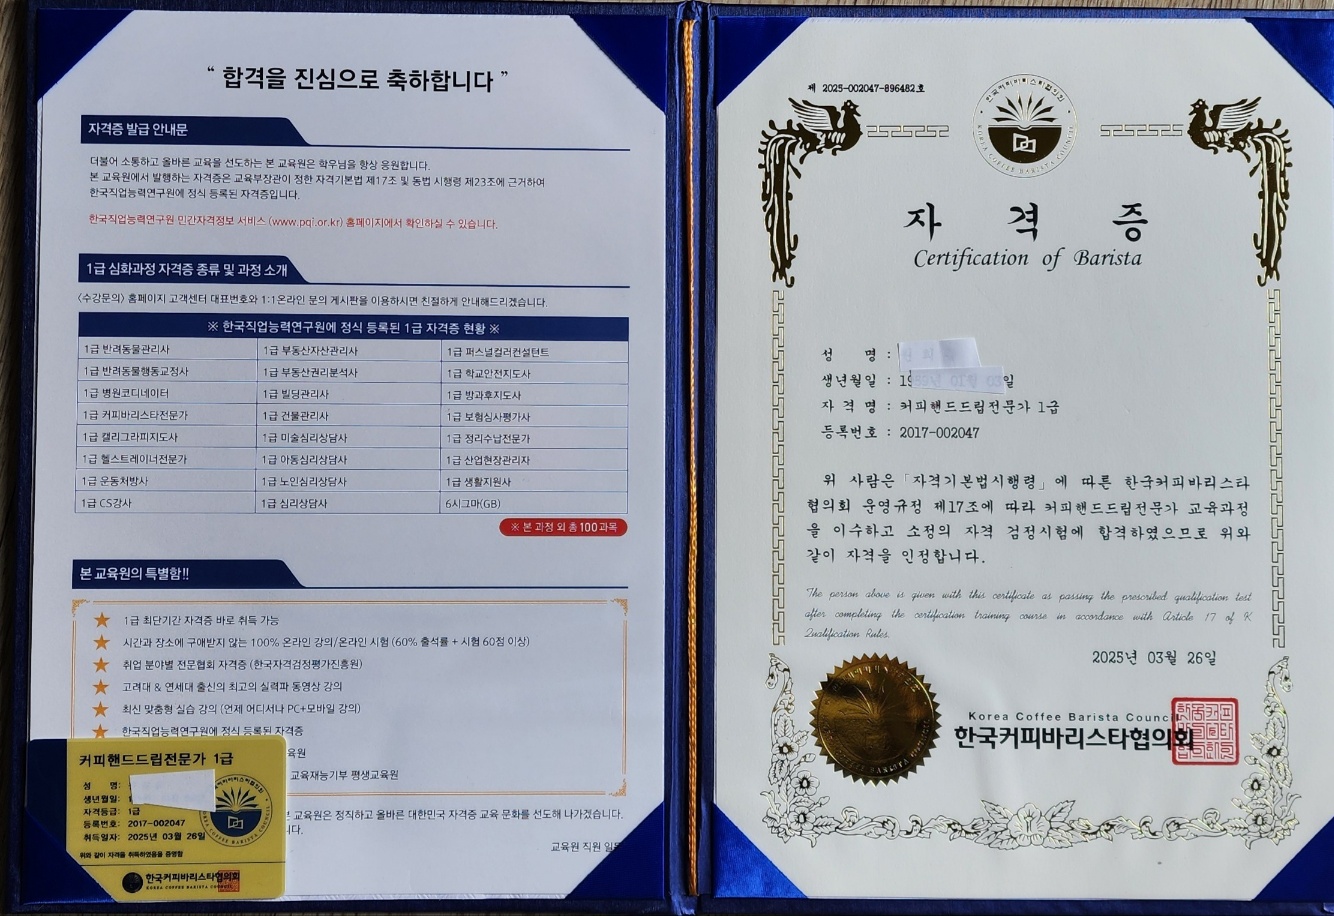 “ 합격을 진심으로 축하합니다 ”
자격증 발급 안내문
더불어 소통하고 올바른 교육을 선도하는 본 교육원은 학우님을 항상 응원합니다.
본 교육원에서 발행하는 자격증은 교육부장관이 정한 자격기본법 제17조 및 동법 시행령 제23조에 근거하여
한국직업능력연구원에 정식 등록된 자격증입니다.
한국직업능력연구원 민간자격정보 서비스 (www.pqi.or.kr) 홈페이지에서 확인하실 수 있습니다.
1급 심화과정 자격증 종류 및 과정 소개
<수강문의> 홈페이지 고객센터 대표번호와 1:1온라인 문의 게시판을 이용하시면 친절하게 안내해드리겠습니다.
※ 한국직업능력연구원에 정식 등록된 1급 자격증 현황 ※
1급 반려동물관리사 1급 부동산자산관리사 1급 퍼스널컬러컨설턴트
1급 반려동물행동교정사 1급 부동산권리분석사 1급 학교안전지도사
1급 병원코디네이터 1급 빌딩관리사 1급 방과후지도사
1급 커피바리스타전문가 1급 건물관리사 1급 보험심사평가사
1급 캘리그라피지도사 1급 미술심리상담사 1급 정리수납전문가
1급 헬스트레이너전문가 1급 아동심리상담사 1급 산업현장관리자
1급 운동처방사 1급 노인심리상담사 1급 생활지원사
1급 CS강사 1급 심리상담사 6시그마(GB)
※ 본 과정 외 총 100과목
본 교육원의 특별함!!
1급 최단기간 자격증 바로 취득 가능
시간과 장소에 구애받지 않는 100% 온라인 강의/온라인 시험 (60% 출석률 + 시험 60점 이상)
취업 분야별 전문협회 자격증 (한국자격검정평가진흥원)
고려대 & 연세대 출신의 최고의 실력파 동영상 강의
최신 맞춤형 실습 강의 (언제 어디서나 PC+모바일 강의)
한국직업능력연구원에 정식 등록된 자격증
육원
교육재능기부 평생교육원
교육원은 정직하고 올바른 대한민국 자격증 교육 문화를 선도해 나가겠습니다.
니다.
교육원 직원 일동
커피핸드드립전문가 1급
성 명:
생년월일:
자격등급: 1급
등록번호: 2017-002047
취득일자: 2025년 03월 26일
위와 같이 자격을 취득하였음을 증명함
한국커피바리스타협의회
KOREA COFFEE BARISTA COUNCIL
제 2025-002047-896482호
한국커피바리스타협의회
KOREA COFFEE BARISTA COUNCIL
자 격 증
Certification of Barista
성 명 :
생년월일 : 19 일
자 격 명 : 커피핸드드립전문가 1급
등록번호 : 2017-002047
위 사람은 「자격기본법시행령」에 따른 한국커피바리스타
협의회 운영규정 제17조에 따라 커피핸드드립전문가 교육과정
을 이수하고 소정의 자격 검정시험에 합격하였으므로 위와
같이 자격을 인정합니다.
The person above is given with this certificate as passing the prescribed qualification test
after completing the certification training course in accordance with Article 17 of K
Qualification Rules.
2025년 03월 26일
Korea Coffee Barista Council
한국커피바리스타협의회